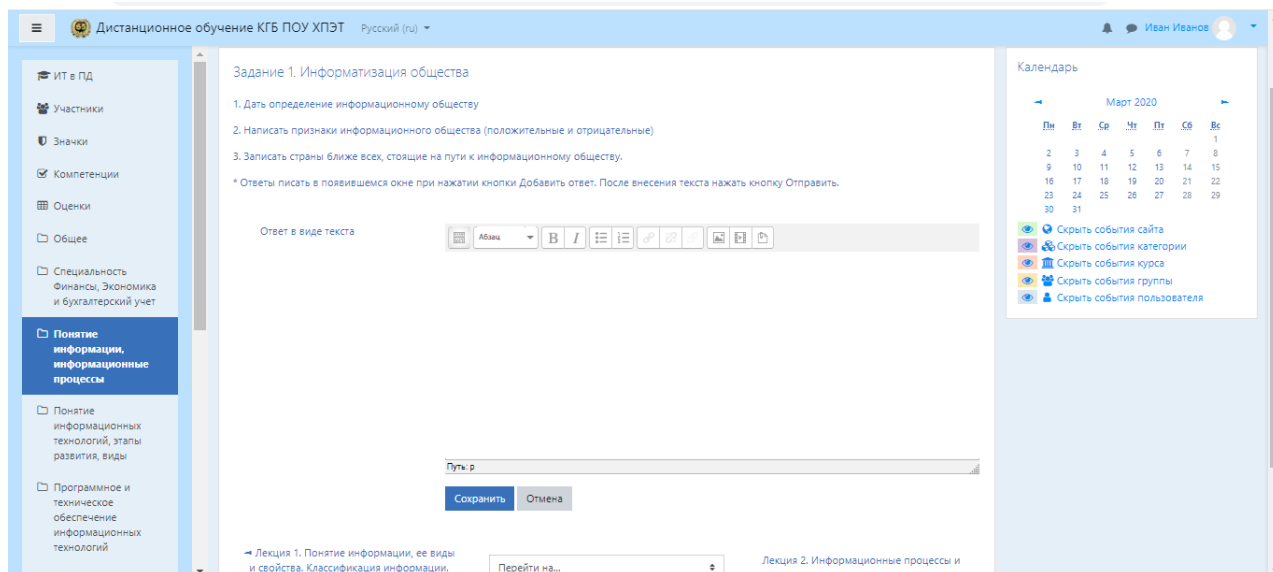 Дистанционное обучение КГБ ПОУ ХПЭТ Русский (ru)
Иван Иванов
ИТ в ПД
Участники
Значки
Компетенции
Оценки
Общее
Специальность
Финансы, Экономика
и бухгалтерский учет
Понятие
информации,
информационные
процессы
Понятие
информационных
технологий, этапы
развития, виды
Программное и
техническое
обеспечение
информационных
технологий
Задание 1. Информатизация общества
1. Дать определение информационному обществу
2. Написать признаки информационного общества (положительные и отрицательные)
3. Записать страны ближе всех, стоящие на пути к информационному обществу.
* Ответы писать в появившемся окне при нажатии кнопки Добавить ответ. После внесения текста нажать кнопку Отправить.
Ответ в виде текста
Абзац B I
Путь: p
Сохранить Отмена
Лекция 1. Понятие информации, ее виды
и свойства. Классификация информации.
Перейти на...
Лекция 2. Информационные процессы и
Календарь
Март 2020
Пн Вт Ср Чт Пт Сб Вс
1
2 3 4 5 6 7 8
9 10 11 12 13 14 15
16 17 18 19 20 21 22
23 24 25 26 27 28 29
30 31
Скрыть события сайта
Скрыть события категории
Скрыть события курса
Скрыть события группы
Скрыть события пользователя